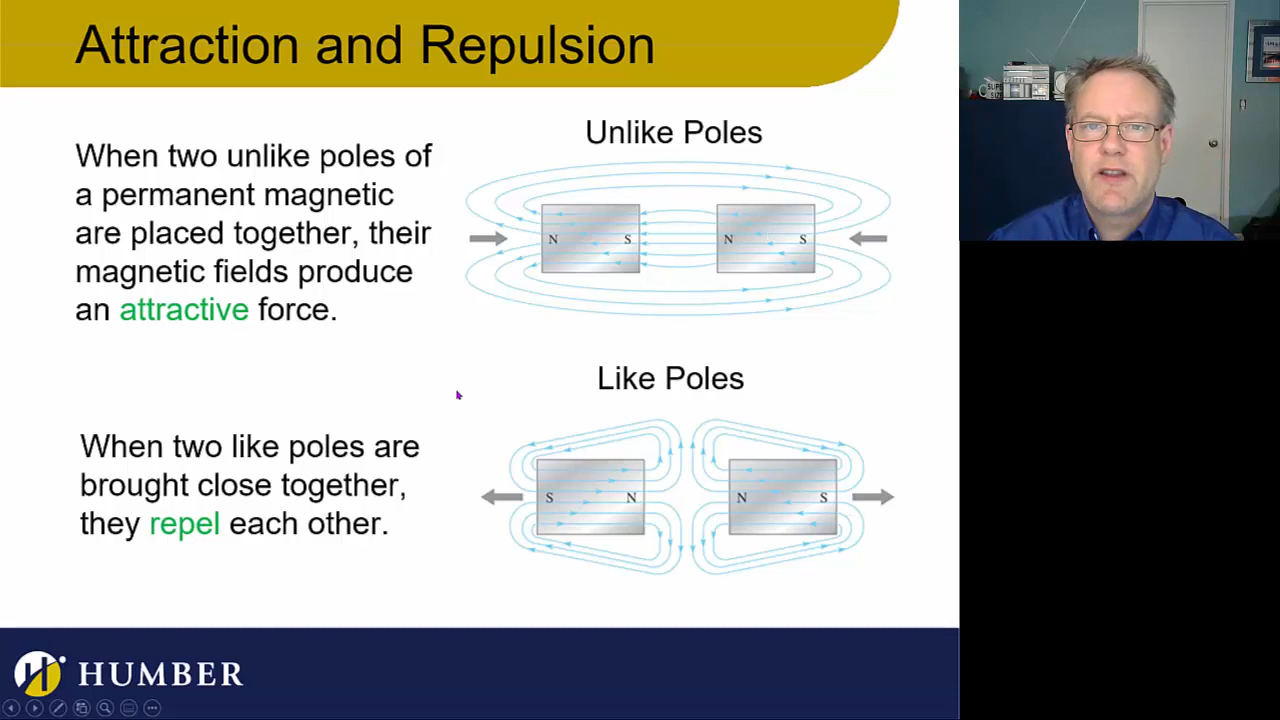 Attraction and Repulsion
When two unlike poles of
a permanent magnetic
are placed together, their
magnetic fields produce
an attractive force.
Unlike Poles
N S N S
Like Poles
When two like poles are
brought close together,
they repel each other.
S N N S
HUMBER